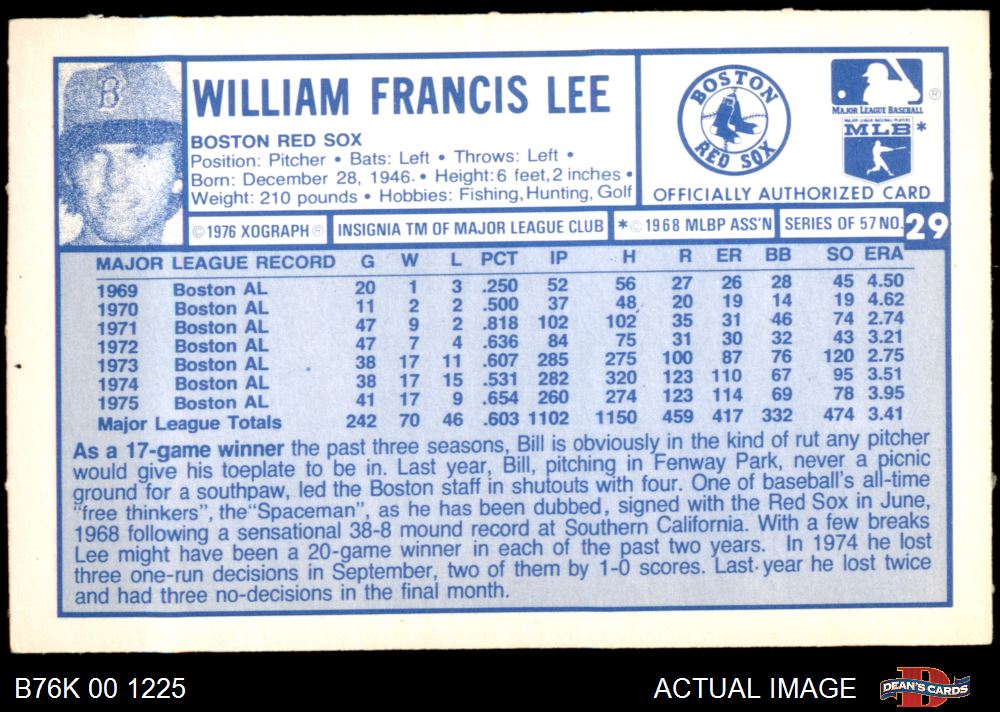 B
WILLIAM FRANCIS LEE
BOSTON RED SOX
Position: Pitcher • Bats: Left • Throws: Left •
Born: December 28, 1946. • Height: 6 feet, 2 inches •
Weight: 210 pounds • Hobbies: Fishing, Hunting, Golf
BOSTON
RED SOX
®
MAJOR LEAGUE BASEBALL
MAJOR LEAGUE BASEBALL PLAYERS
MLB *
OFFICIALLY AUTHORIZED CARD
© 1976 XOGRAPH ® INSIGNIA TM OF MAJOR LEAGUE CLUB * © 1968 MLBP ASS'N SERIES OF 57 NO. 29
MAJOR LEAGUE RECORD G W L PCT IP H R ER BB SO ERA
1969 Boston AL 20 1 3 .250 52 56 27 26 28 45 4.50
1970 Boston AL 11 2 2 .500 37 48 20 19 14 19 4.62
1971 Boston AL 47 9 2 .818 102 102 35 31 46 74 2.74
1972 Boston AL 47 7 4 .636 84 75 31 30 32 43 3.21
1973 Boston AL 38 17 11 .607 285 275 100 87 76 120 2.75
1974 Boston AL 38 17 15 .531 282 320 123 110 67 95 3.51
1975 Boston AL 41 17 9 .654 260 274 123 114 69 78 3.95
Major League Totals 242 70 46 .603 1102 1150 459 417 332 474 3.41
As a 17-game winner the past three seasons, Bill is obviously in the kind of rut any pitcher
would give his toeplate to be in. Last year, Bill, pitching in Fenway Park, never a picnic
ground for a southpaw, led the Boston staff in shutouts with four. One of baseball's all-time
"free thinkers", the "Spaceman", as he has been dubbed, signed with the Red Sox in June,
1968 following a sensational 38-8 mound record at Southern California. With a few breaks
Lee might have been a 20-game winner in each of the past two years. In 1974 he lost
three one-run decisions in September, two of them by 1-0 scores. Last year he lost twice
and had three no-decisions in the final month.
B76K 00 1225
ACTUAL IMAGE
D
DEAN'S CARDS